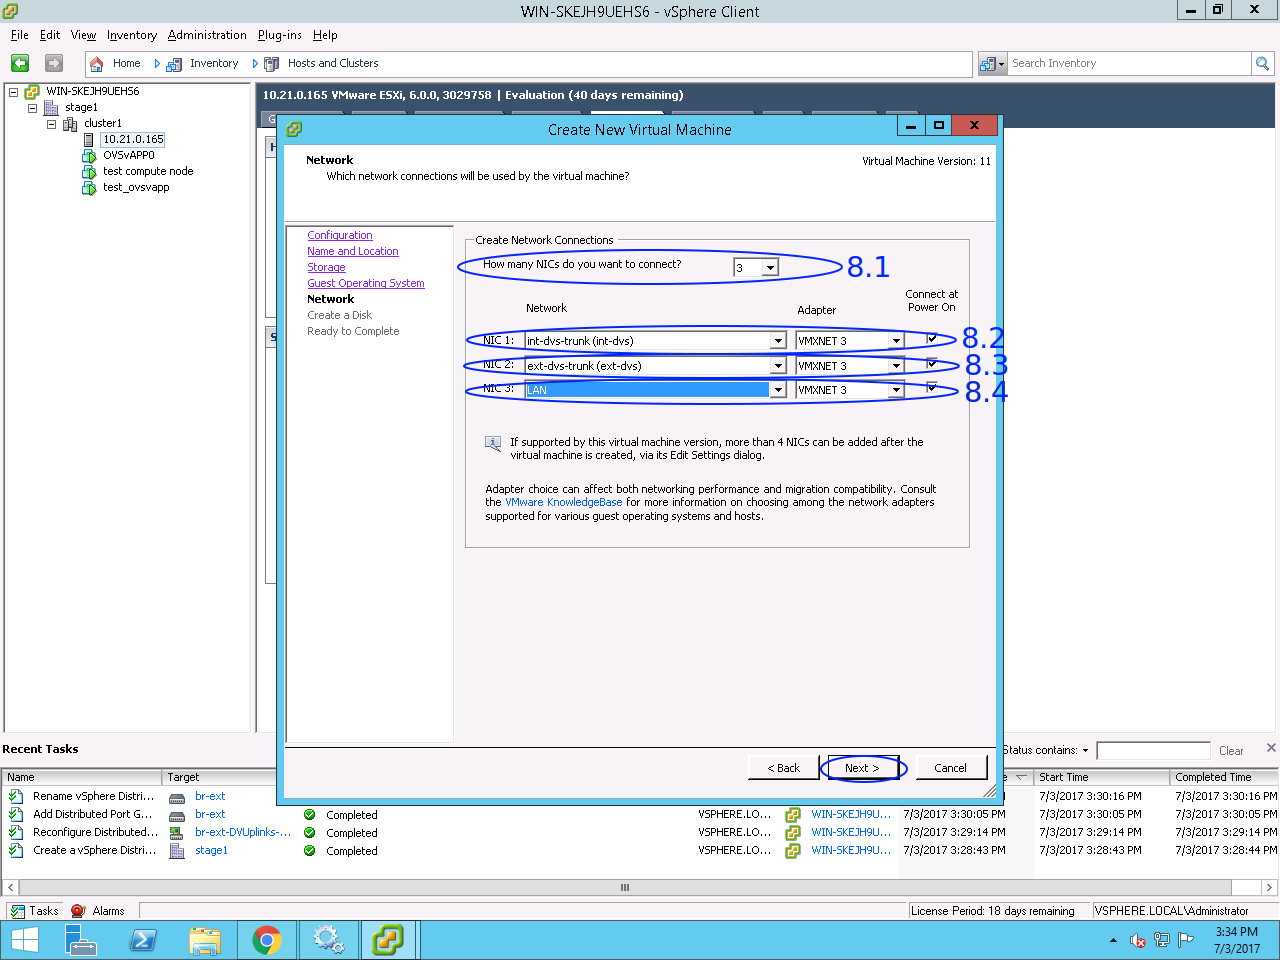 WIN-SKEJH9UEHS6 - vSphere Client
File Edit View Inventory Administration Plug-ins Help
Home Inventory Hosts and Clusters Search Inventory
WIN-SKEJH9UEHS6
stage1
cluster1
10.21.0.165
OVSvAPP0
test compute node
test_ovsvapp
10.21.0.165 VMware ESXi, 6.0.0, 3029758 | Evaluation (40 days remaining)
Create New Virtual Machine
Network
Which network connections will be used by the virtual machine?
Virtual Machine Version: 11
Configuration
Name and Location
Storage
Guest Operating System
Network
Create a Disk
Ready to Complete
Create Network Connections
How many NICs do you want to connect? 3 8.1
Network Adapter Connect at
Power On
NIC 1: int-dvs-trunk (int-dvs) VMXNET 3 8.2
NIC 2: ext-dvs-trunk (ext-dvs) VMXNET 3 8.3
NIC 3: LAN VMXNET 3 8.4
If supported by this virtual machine version, more than 4 NICs can be added after the
virtual machine is created, via its Edit Settings dialog.
Adapter choice can affect both networking performance and migration compatibility. Consult
the VMware KnowledgeBase for more information on choosing among the network adapters
supported for various guest operating systems and hosts.
< Back Next > Cancel
Recent Tasks
Status contains: Clear
Name Target Start Time Completed Time
Rename vSphere Distri... br-ext 7/3/2017 3:30:16 PM 7/3/2017 3:30:16 PM
Add Distributed Port G... br-ext Completed VSPHERE.LO... WIN-SKEJH9U... 7/3/2017 3:30:05 PM 7/3/2017 3:30:05 PM 7/3/2017 3:30:05 PM
Reconfigure Distributed... br-ext-DVUplinks-... Completed VSPHERE.LO... WIN-SKEJH9U... 7/3/2017 3:29:14 PM 7/3/2017 3:29:14 PM 7/3/2017 3:29:14 PM
Create a vSphere Distri... stage1 Completed VSPHERE.LO... WIN-SKEJH9U... 7/3/2017 3:28:43 PM 7/3/2017 3:28:43 PM 7/3/2017 3:28:44 PM
Tasks Alarms License Period: 18 days remaining VSPHERE.LOCAL\Administrator
3:34 PM
7/3/2017